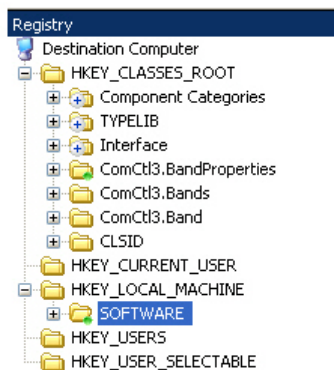 Registry
Destination Computer
HKEY_CLASSES_ROOT
Component Categories
TYPELIB
Interface
ComCtl3.BandProperties
ComCtl3.Bands
ComCtl3.Band
CLSID
HKEY_CURRENT_USER
HKEY_LOCAL_MACHINE
SOFTWARE
HKEY_USERS
HKEY_USER_SELECTABLE